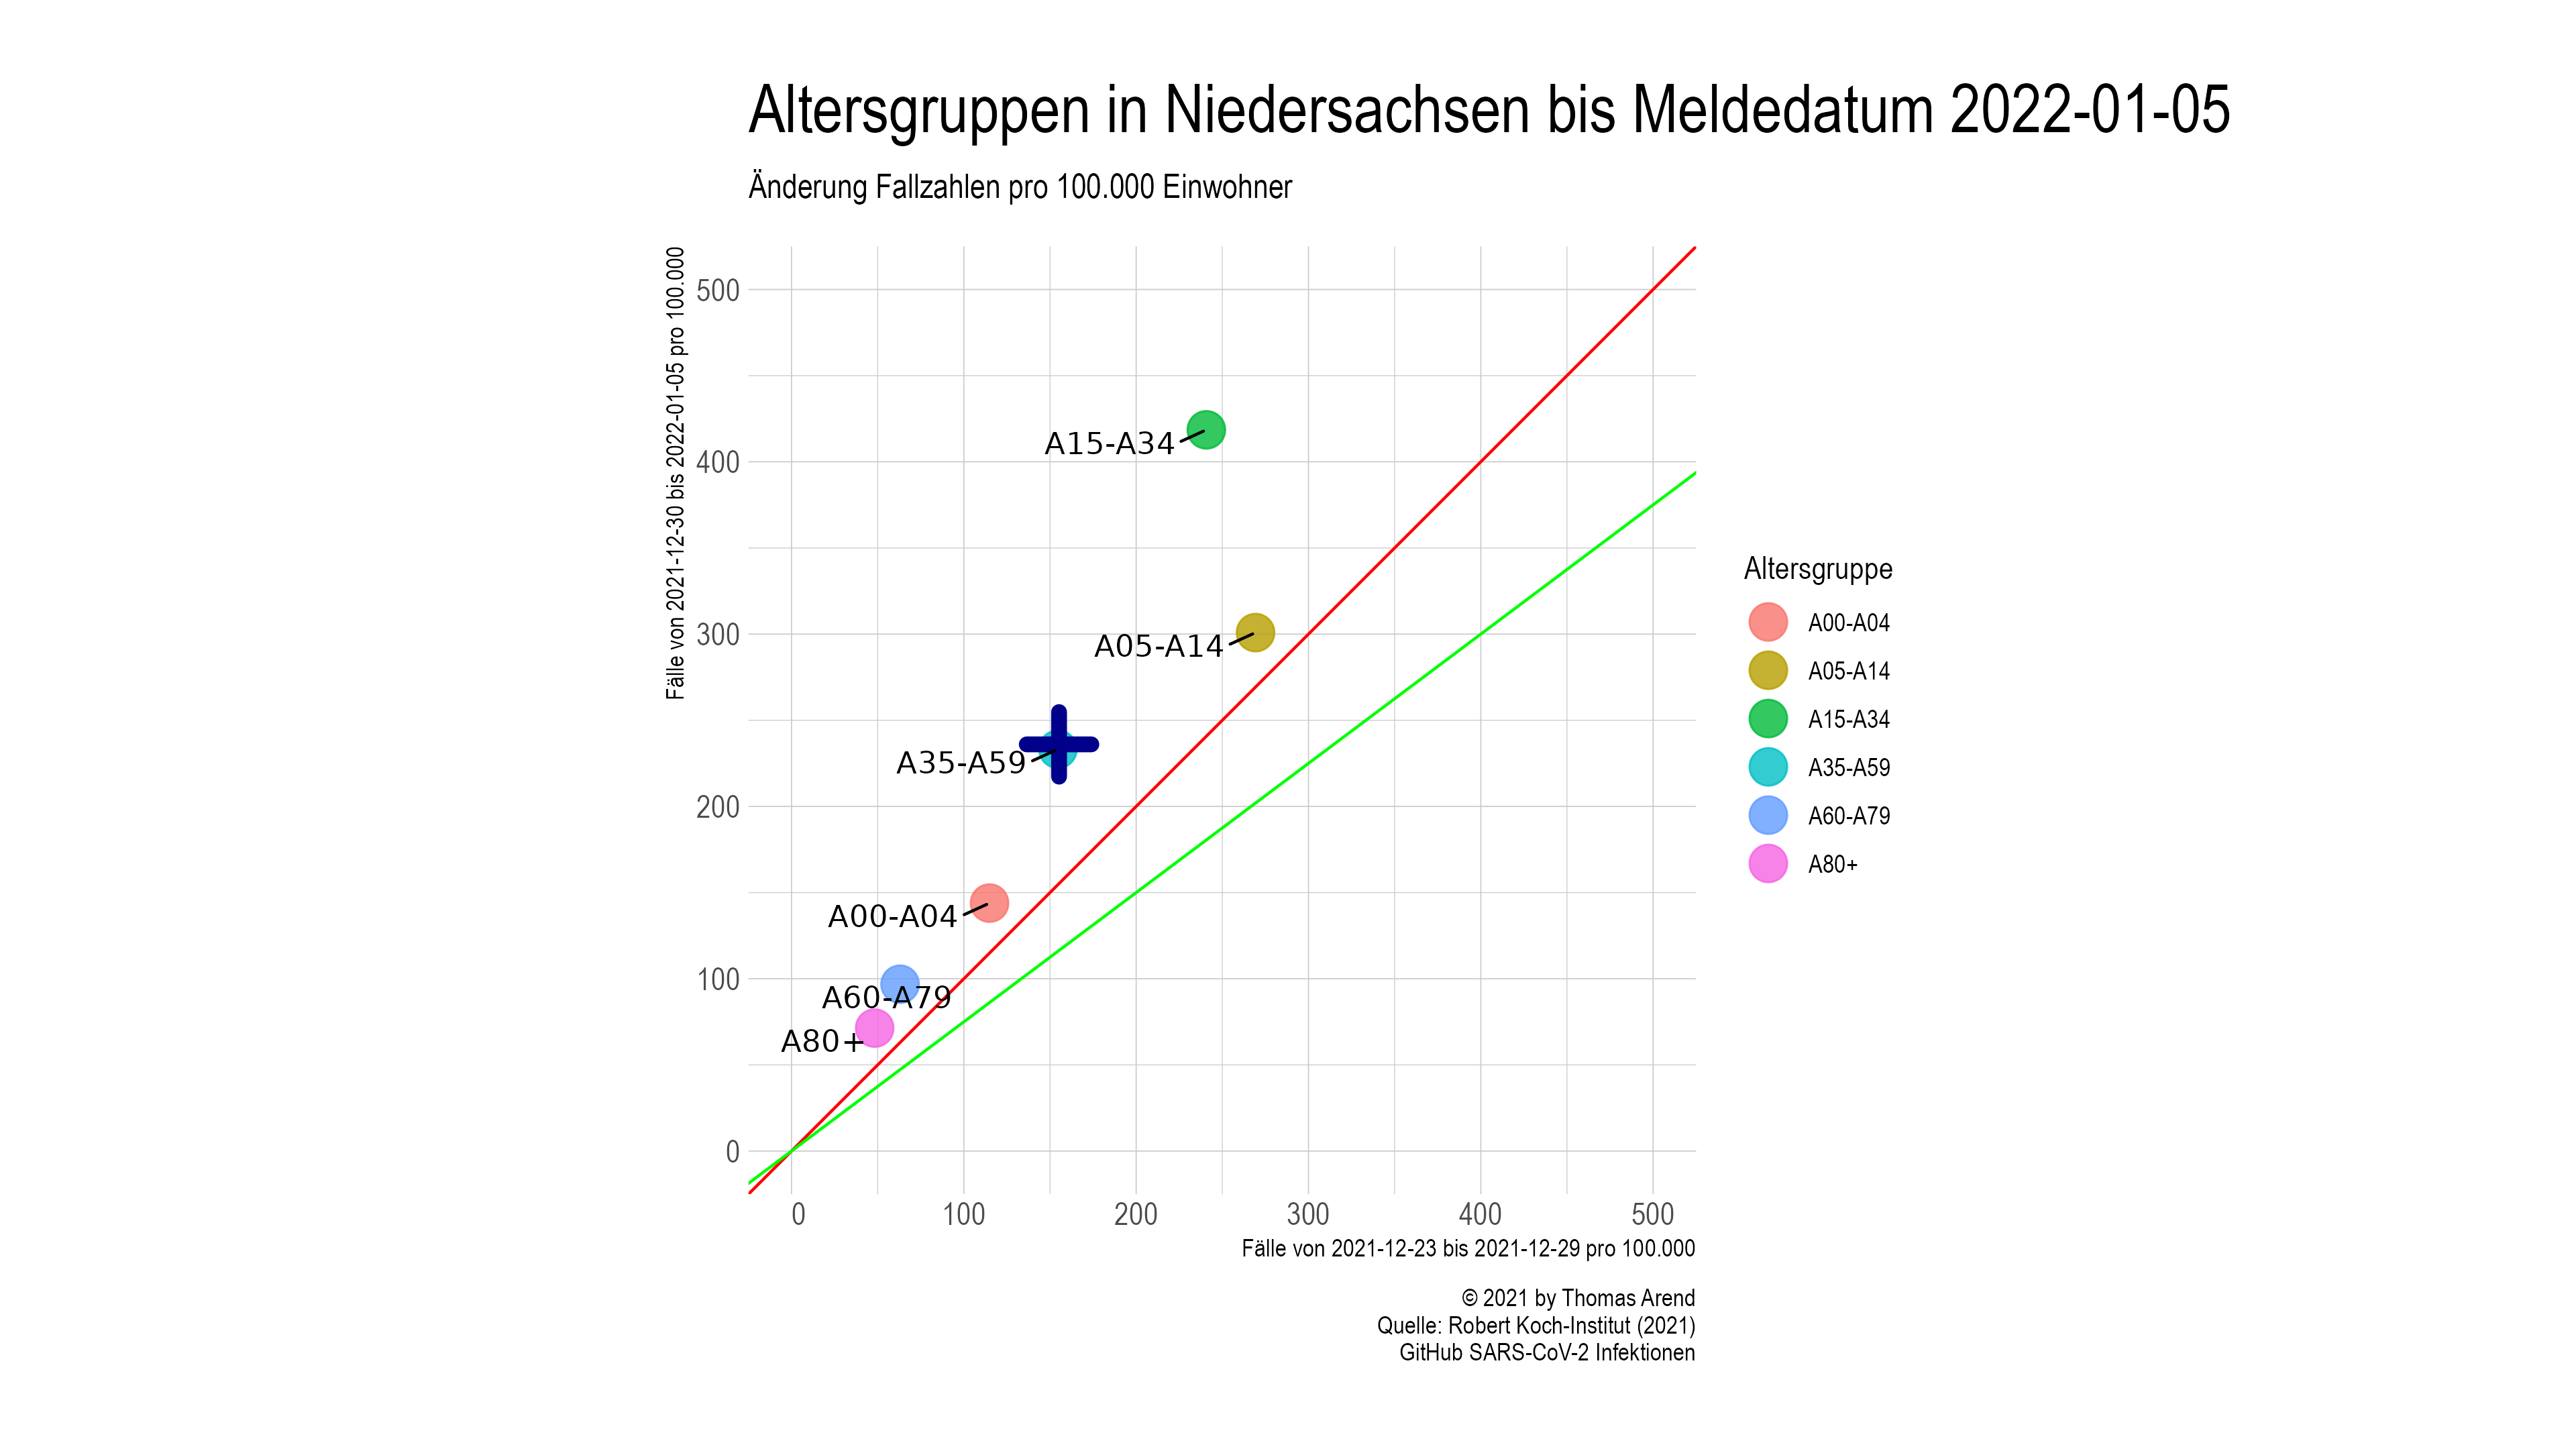 Altersgruppen in Niedersachsen bis Meldedatum 2022-01-05
Änderung Fallzahlen pro 100.000 Einwohner
Fälle von 2021-12-30 bis 2022-01-05 pro 100.000
500
400
300
200
100
0
A15-A34
A05-A14
A35-A59
A00-A04
A60-A79
A80+
0
100
200
300
400
500
Fälle von 2021-12-23 bis 2021-12-29 pro 100.000
Altersgruppe
A00-A04
A05-A14
A15-A34
A35-A59
A60-A79
A80+
© 2021 by Thomas Arend
Quelle: Robert Koch-Institut (2021)
GitHub SARS-CoV-2 Infektionen